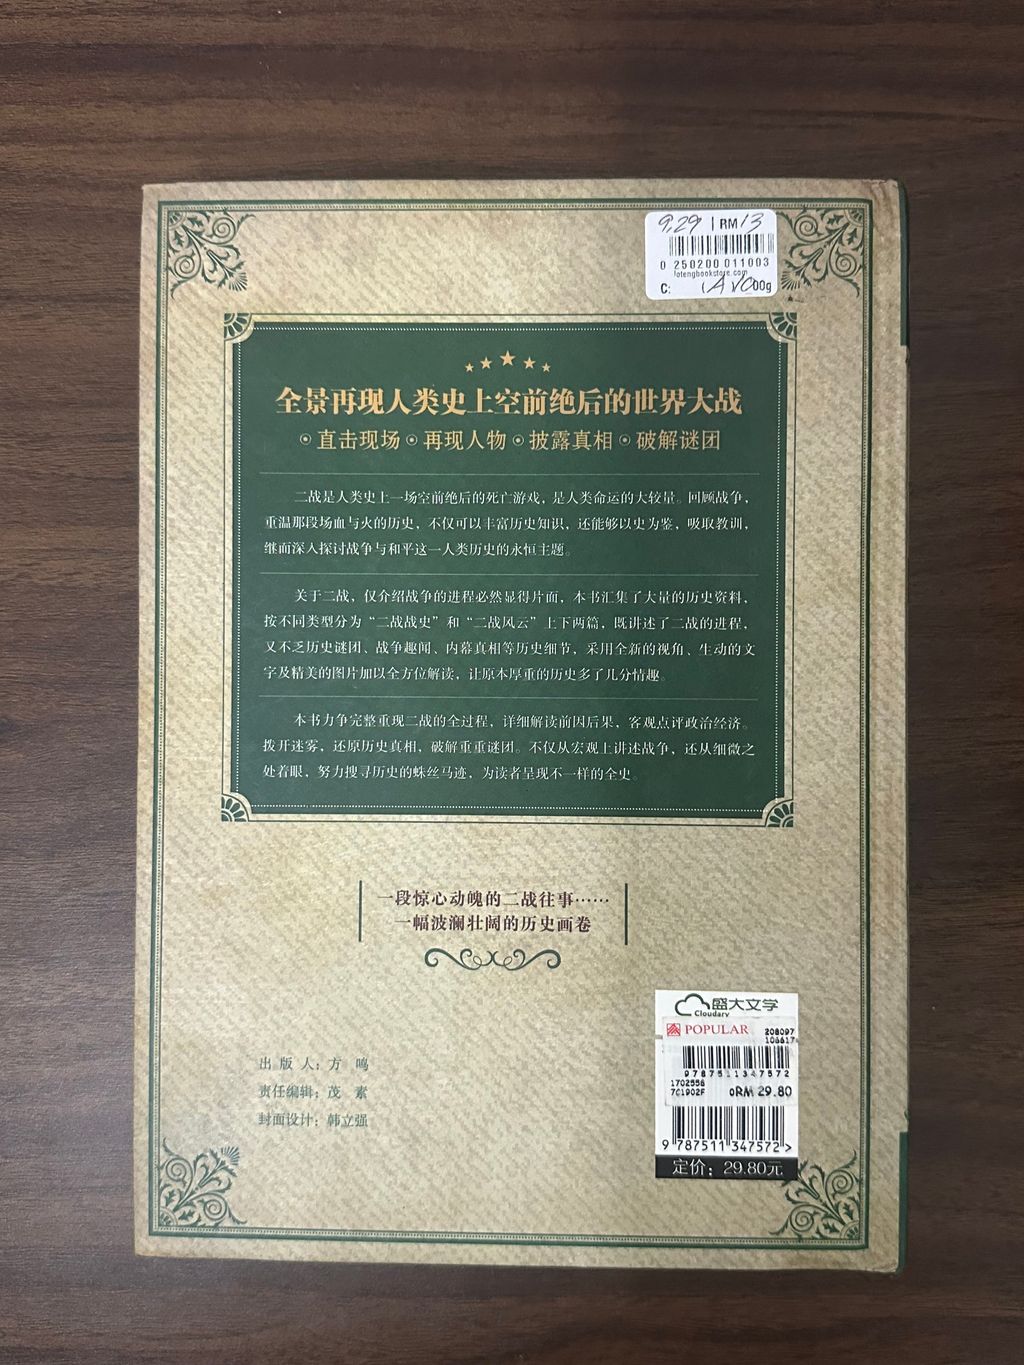 9.29 | RM 13
0 250200 011003
lotengbookstore.com
C:
00g
全景再现人类史上空前绝后的世界大战
◉直击现场◉再现人物◉披露真相◉破解谜团
二战是人类史上一场空前绝后的死亡游戏，是人类命运的大较量。回顾战争，
重温那段场血与火的历史，不仅可以丰富历史知识，还能够以史为鉴，吸取教训，
继而深入探讨战争与和平这一人类历史的永恒主题。
关于二战，仅介绍战争的进程必然显得片面，本书汇集了大量的历史资料，
按不同类型分为“二战战史”和“二战风云”上下两篇，既讲述了二战的进程，
又不乏历史谜团、战争趣闻、内幕真相等历史细节，采用全新的视角、生动的文
字及精美的图片加以全方位解读，让原本厚重的历史多了几分情趣。
本书力争完整重现二战的全过程，详细解读前因后果，客观点评政治经济。
拨开迷雾，还原历史真相，破解重重谜团。不仅从宏观上讲述战争，还从细微之
处着眼，努力搜寻历史的蛛丝马迹，为读者呈现不一样的全史。
一段惊心动魄的二战往事……
一幅波澜壮阔的历史画卷
出 版 人：方　鸣
责任编辑：茂　素
封面设计：韩立强
盛大文学
Cloudary
POPULAR
208097
106617
9787511347572
1702558
7C1902F
RM 29.80
9 787511 347572 >
定价：29.80元